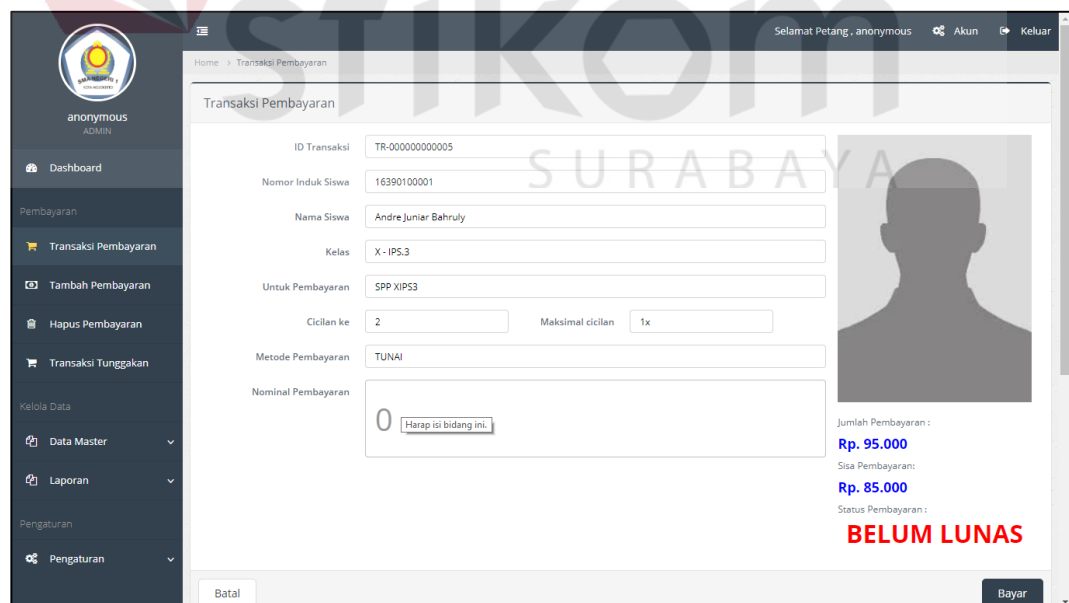 stikom
SURABAYA
Selamat Petang , anonymous
Akun
Keluar
anonymous
ADMIN
Dashboard
Pembayaran
Transaksi Pembayaran
Tambah Pembayaran
Hapus Pembayaran
Transaksi Tunggakan
Kelola Data
Data Master
Laporan
Pengaturan
Pengaturan
Home > Transaksi Pembayaran
Transaksi Pembayaran
ID Transaksi TR-000000000005
Nomor Induk Siswa 16390100001
Nama Siswa Andre Juniar Bahruly
Kelas X - IPS.3
Untuk Pembayaran SPP XIPS3
Cicilan ke 2 Maksimal cicilan 1x
Metode Pembayaran TUNAI
Nominal Pembayaran 0
Harap isi bidang ini.
Jumlah Pembayaran :
Rp. 95.000
Sisa Pembayaran:
Rp. 85.000
Status Pembayaran :
BELUM LUNAS
Batal
Bayar